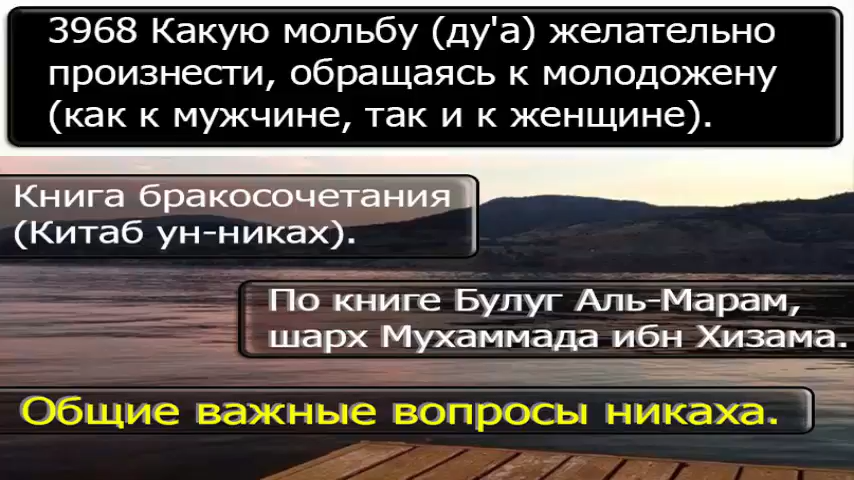 3968 Какую мольбу (ду'а) желательно
произнести, обращаясь к молодожену
(как к мужчине, так и к женщине).
Книга бракосочетания
(Китаб ун-никах).
По книге Булуг Аль-Марам,
шарх Мухаммада ибн Хизама.
Общие важные вопросы никаха.